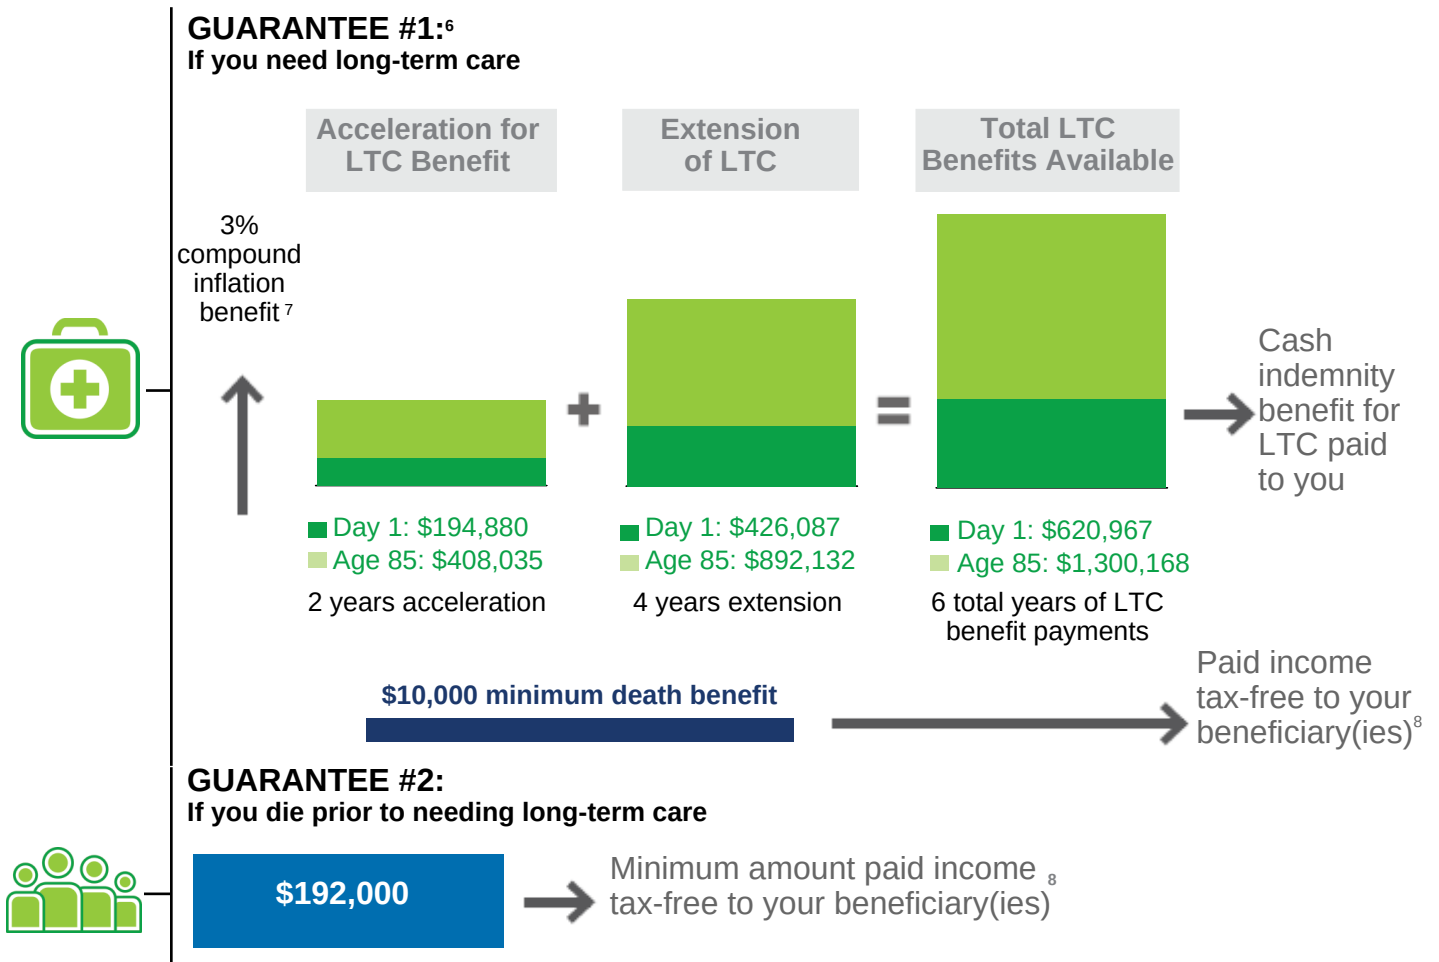 GUARANTEE #1:6
If you need long-term care
Acceleration for
LTC Benefit
Extension
of LTC
Total LTC
Benefits Available
3%
compound
inflation
benefit 7
Cash
indemnity
benefit for
LTC paid
to you
Day 1: $194,880
Age 85: $408,035
2 years acceleration
Day 1: $426,087
Age 85: $892,132
4 years extension
Day 1: $620,967
Age 85: $1,300,168
6 total years of LTC
benefit payments
$10,000 minimum death benefit
Paid income
tax-free to your
beneficiary(ies)8
GUARANTEE #2:
If you die prior to needing long-term care
$192,000
Minimum amount paid income
tax-free to your beneficiary(ies)8